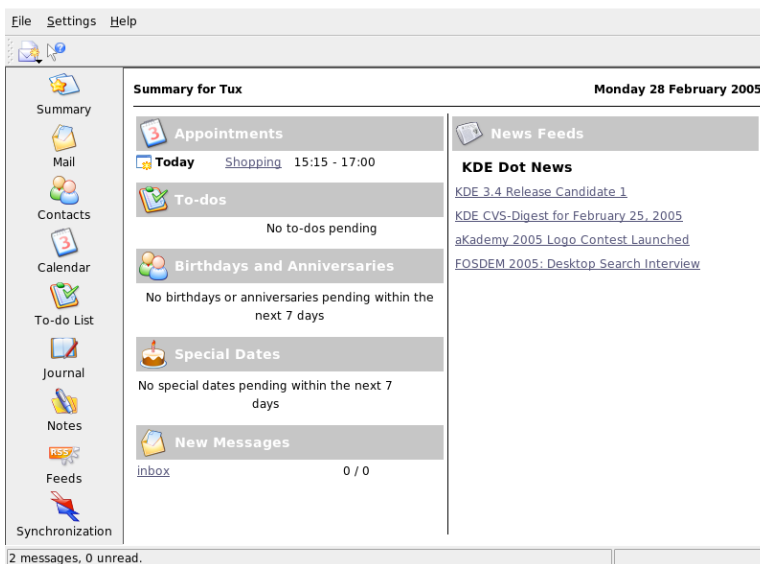 File Settings Help
Summary
Mail
Contacts
3
Calendar
To-do List
Journal
Notes
RSS
Feeds
Synchronization
Summary for Tux Monday 28 February 2005
3 Appointments
Today Shopping 15:15 - 17:00
To-dos
No to-dos pending
Birthdays and Anniversaries
No birthdays or anniversaries pending within the
next 7 days
Special Dates
No special dates pending within the next 7
days
New Messages
inbox 0 / 0
News Feeds
KDE Dot News
KDE 3.4 Release Candidate 1
KDE CVS-Digest for February 25, 2005
aKademy 2005 Logo Contest Launched
FOSDEM 2005: Desktop Search Interview
2 messages, 0 unread.